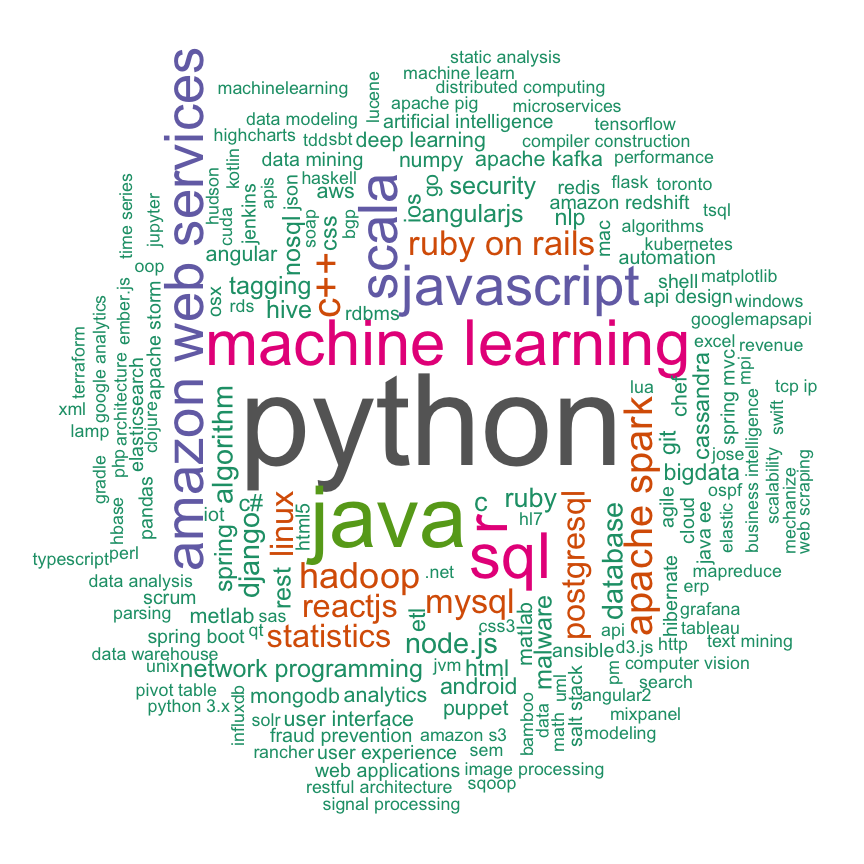 static analysis
machine learn
machinelearning
distributed computing
lucene
apache pig
microservices
data modeling
artificial intelligence
tensorflow
highcharts
tddsbt
deep learning
compiler construction
amazon web services
kotlin
data mining
numpy
apache kafka
performance
haskell
aws
scala
go
security
redis
flask
toronto
hudson
apis
json
amazon redshift
time series
jupyter
cuda
jenkins
soap
bgp
css
ios
angularjs
nlp
tsql
mac
algorithms
nosql
ruby on rails
kubernetes
angular
automation
oop
c++
tagging
javascript
shell
matplotlib
osx
rds
hive
rdbms
api design
windows
ember.js
apache storm
googlemapsapi
machine learning
excel
revenue
terraform
google analytics
php architecture
elasticsearch
clojure
python
lua
chef
cassandra
spring mvc
mpi
tcp ip
xml
lamp
algorithm
apache spark
git
swift
jose
bigdata
business intelligence
scalability
gradle
hbase
pandas
c#
linux
html5
java
r
c
ruby
hl7
postgresql
agile
cloud
ospf
java ee
elastic
mechanize
web scraping
iot
django
spring
sql
database
typescript
perl
rest
hadoop
.net
mapreduce
data analysis
hibernate
erp
scrum
reactjs
mysql
malware
grafana
parsing
metlab
sas
etl
css3
matlab
api
tableau
spring boot
qt
statistics
node.js
ansible
d3.js
http
text mining
data warehouse
unix
network programming
jvm
html
pm
computer vision
search
pivot table
influxdb
mongodb
analytics
android
uml
salt stack
angular2
python 3.x
puppet
bamboo
data
math
mixpanel
solr
user interface
modeling
fraud prevention
amazon s3
rancher
user experience
sem
web applications
image processing
restful architecture
sqoop
signal processing